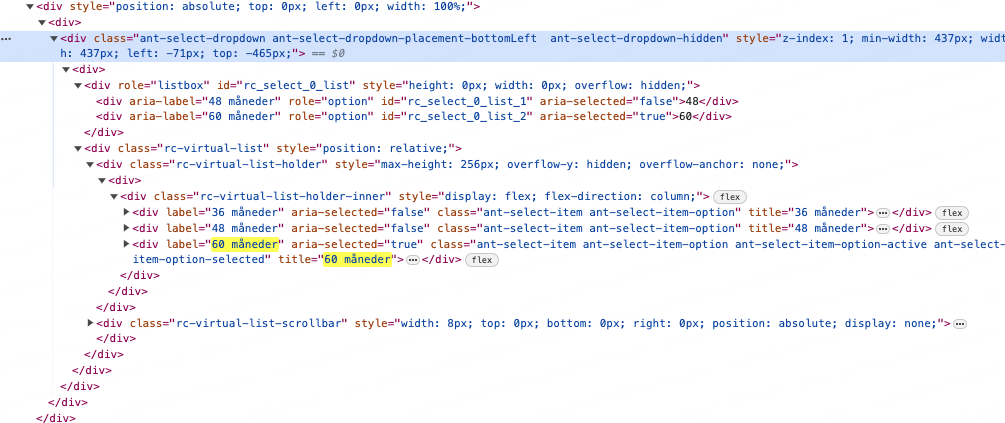 ▼<div style="position: absolute; top: 0px; left: 0px; width: 100%;">
▼<div>
••• ▼<div class="ant-select-dropdown ant-select-dropdown-placement-bottomLeft  ant-select-dropdown-hidden" style="z-index: 1; min-width: 437px; widt
h: 437px; left: -71px; top: -465px;"> == $0
▼<div>
▼<div role="listbox" id="rc_select_0_list" style="height: 0px; width: 0px; overflow: hidden;">
<div aria-label="48 måneder" role="option" id="rc_select_0_list_1" aria-selected="false">48</div>
<div aria-label="60 måneder" role="option" id="rc_select_0_list_2" aria-selected="true">60</div>
</div>
▼<div class="rc-virtual-list" style="position: relative;">
▼<div class="rc-virtual-list-holder" style="max-height: 256px; overflow-y: hidden; overflow-anchor: none;">
▼<div>
▼<div class="rc-virtual-list-holder-inner" style="display: flex; flex-direction: column;"> flex
▶<div label="36 måneder" aria-selected="false" class="ant-select-item ant-select-item-option" title="36 måneder">•••</div> flex
▶<div label="48 måneder" aria-selected="false" class="ant-select-item ant-select-item-option" title="48 måneder">•••</div> flex
▶<div label="60 måneder" aria-selected="true" class="ant-select-item ant-select-item-option ant-select-item-option-active ant-select-
item-option-selected" title="60 måneder">•••</div> flex
</div>
</div>
</div>
▶<div class="rc-virtual-list-scrollbar" style="width: 8px; top: 0px; bottom: 0px; right: 0px; position: absolute; display: none;">•••
</div>
</div>
</div>
</div>
</div>
</div>